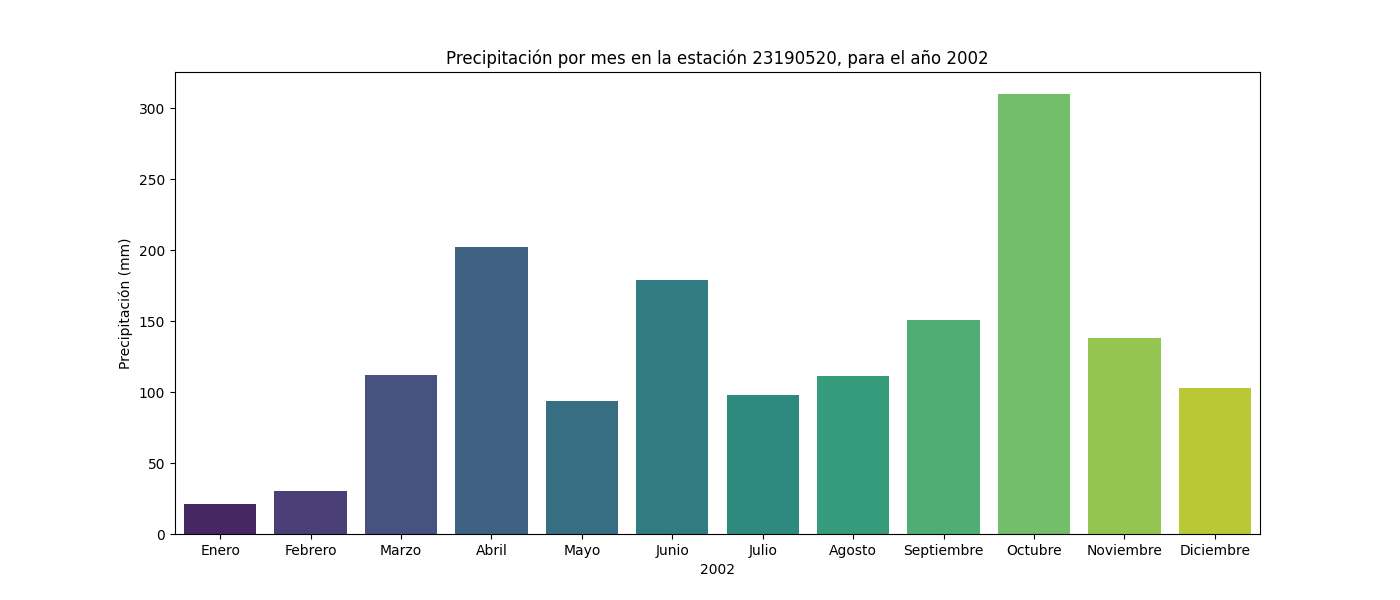 Precipitación por mes en la estación 23190520, para el año 2002
Precipitación (mm)
300
250
200
150
100
50
0
Enero Febrero Marzo Abril Mayo Junio Julio Agosto Septiembre Octubre Noviembre Diciembre
2002